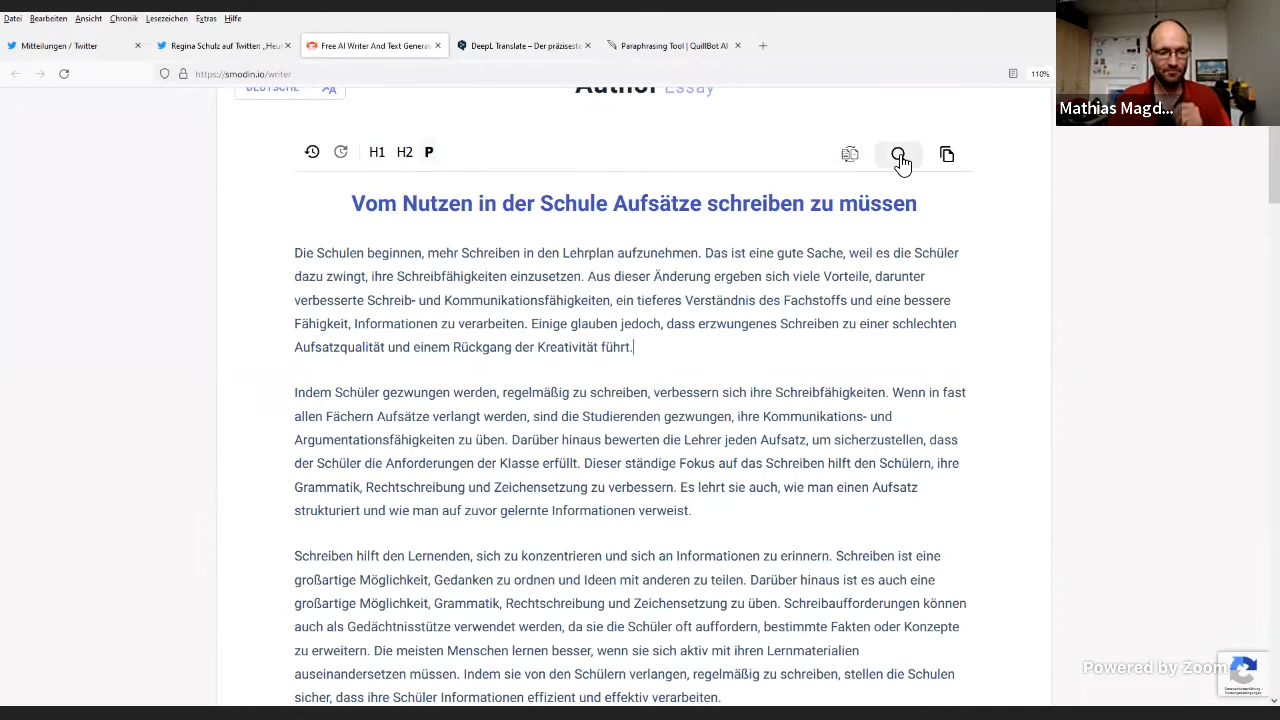 Datei Bearbeiten Ansicht Chronik Lesezeichen Extras Hilfe
Mitteilungen / Twitter
Regina Schulz auf Twitter: „Heu
Free AI Writer And Text Generat
DeepL Translate – Der präzisest
Paraphrasing Tool | QuillBot AI
https://smodin.io/writer
110%
Mathias Magd...
DEUTSCHE
Author Essay
H1 H2 P
Vom Nutzen in der Schule Aufsätze schreiben zu müssen
Die Schulen beginnen, mehr Schreiben in den Lehrplan aufzunehmen. Das ist eine gute Sache, weil es die Schüler
dazu zwingt, ihre Schreibfähigkeiten einzusetzen. Aus dieser Änderung ergeben sich viele Vorteile, darunter
verbesserte Schreib- und Kommunikationsfähigkeiten, ein tieferes Verständnis des Fachstoffs und eine bessere
Fähigkeit, Informationen zu verarbeiten. Einige glauben jedoch, dass erzwungenes Schreiben zu einer schlechten
Aufsatzqualität und einem Rückgang der Kreativität führt.
Indem Schüler gezwungen werden, regelmäßig zu schreiben, verbessern sich ihre Schreibfähigkeiten. Wenn in fast
allen Fächern Aufsätze verlangt werden, sind die Studierenden gezwungen, ihre Kommunikations- und
Argumentationsfähigkeiten zu üben. Darüber hinaus bewerten die Lehrer jeden Aufsatz, um sicherzustellen, dass
der Schüler die Anforderungen der Klasse erfüllt. Dieser ständige Fokus auf das Schreiben hilft den Schülern, ihre
Grammatik, Rechtschreibung und Zeichensetzung zu verbessern. Es lehrt sie auch, wie man einen Aufsatz
strukturiert und wie man auf zuvor gelernte Informationen verweist.
Schreiben hilft den Lernenden, sich zu konzentrieren und sich an Informationen zu erinnern. Schreiben ist eine
großartige Möglichkeit, Gedanken zu ordnen und Ideen mit anderen zu teilen. Darüber hinaus ist es auch eine
großartige Möglichkeit, Grammatik, Rechtschreibung und Zeichensetzung zu üben. Schreibaufforderungen können
auch als Gedächtnisstütze verwendet werden, da sie die Schüler oft auffordern, bestimmte Fakten oder Konzepte
zu erweitern. Die meisten Menschen lernen besser, wenn sie sich aktiv mit ihren Lernmaterialien
auseinandersetzen müssen. Indem sie von den Schülern verlangen, regelmäßig zu schreiben, stellen die Schulen
sicher, dass ihre Schüler Informationen effizient und effektiv verarbeiten.
Powered by Zoom